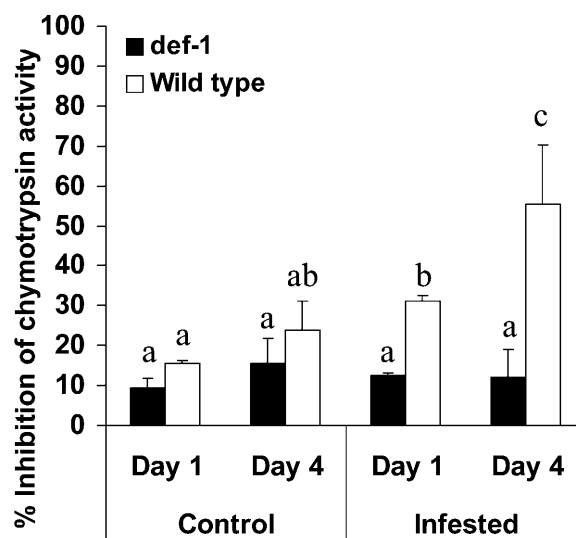 % Inhibition of chymotrypsin activity
100
90
80
70
60
50
40
30
20
10
0
def-1
Wild type
a
a
a
ab
a
b
a
c
Day 1
Day 4
Day 1
Day 4
Control
Infested